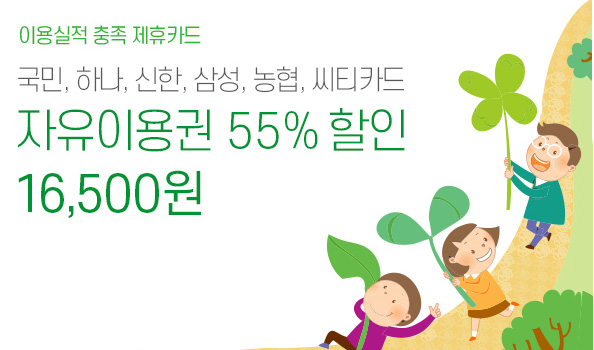 이용실적 충족 제휴카드
국민, 하나, 신한, 삼성, 농협, 씨티카드
자유이용권 55% 할인
16,500원